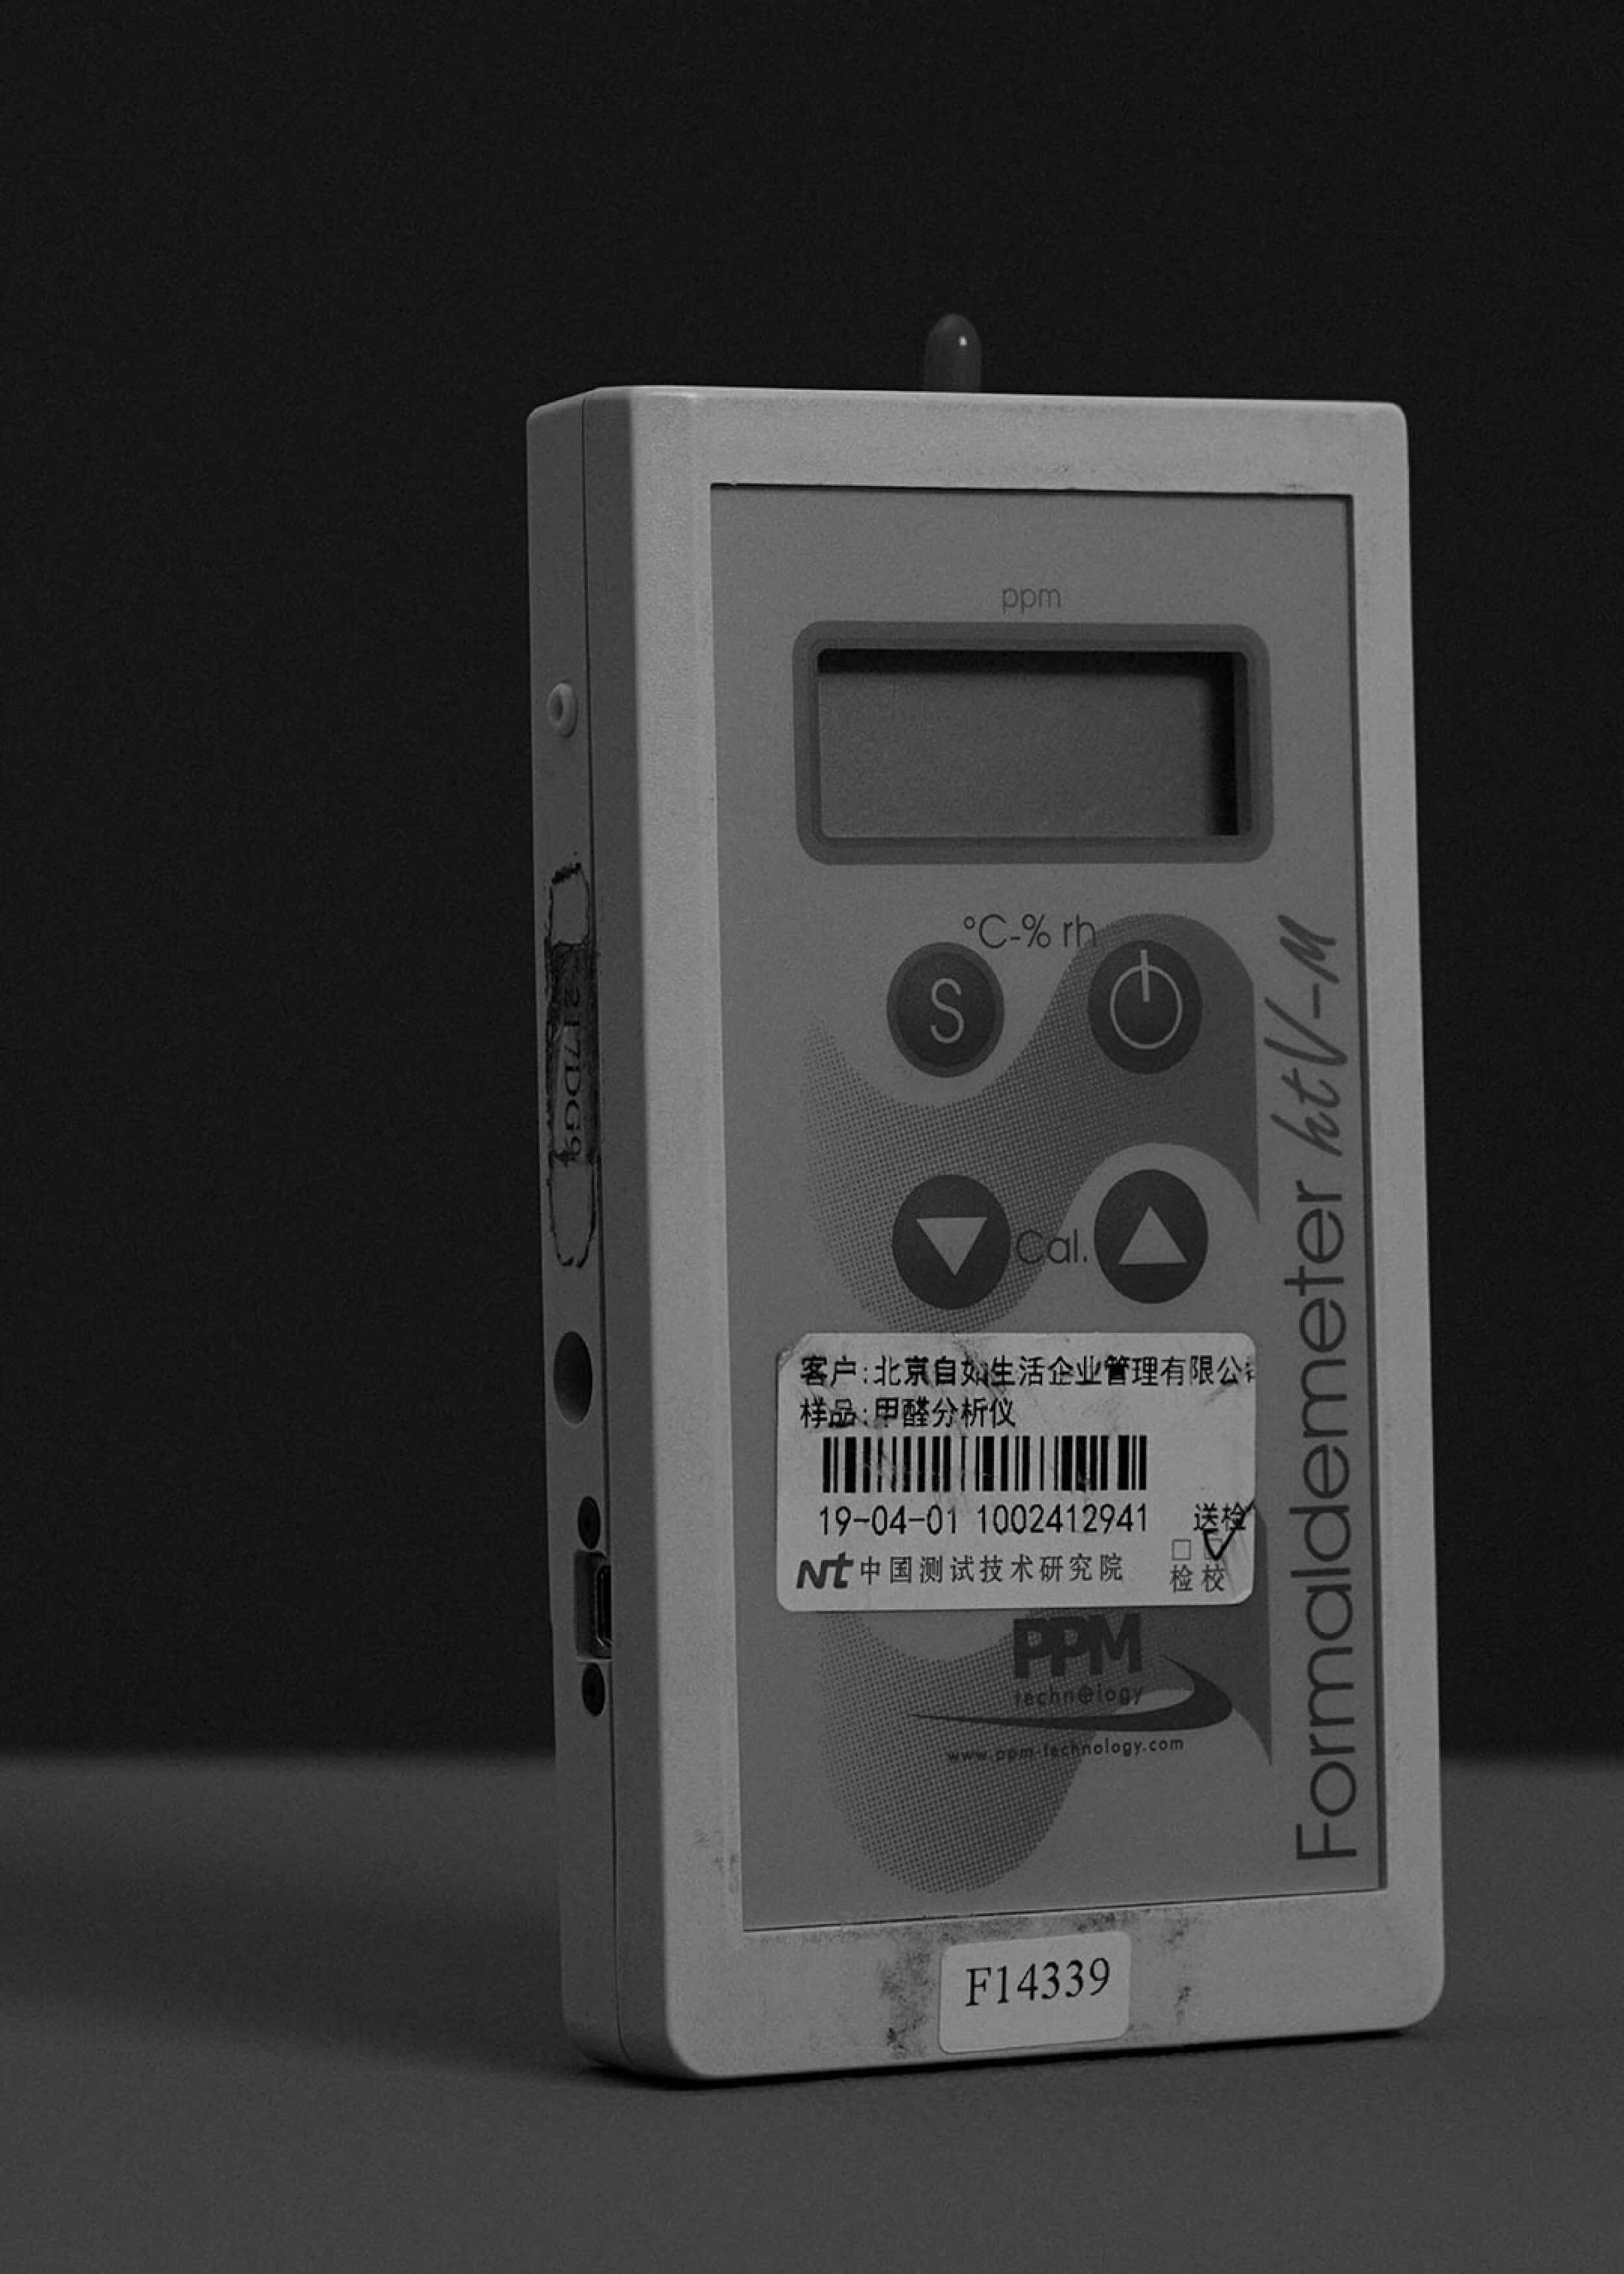 ppm
°C-% rh
S
Cal.
Formaldemeter htV-M
客户:北京自如生活企业管理有限公
样品:甲醛分析仪
19-04-01 1002412941
送检
检 校
Nt 中国测试技术研究院
PPM
Techn@logy
www.ppm-technology.com
F14339